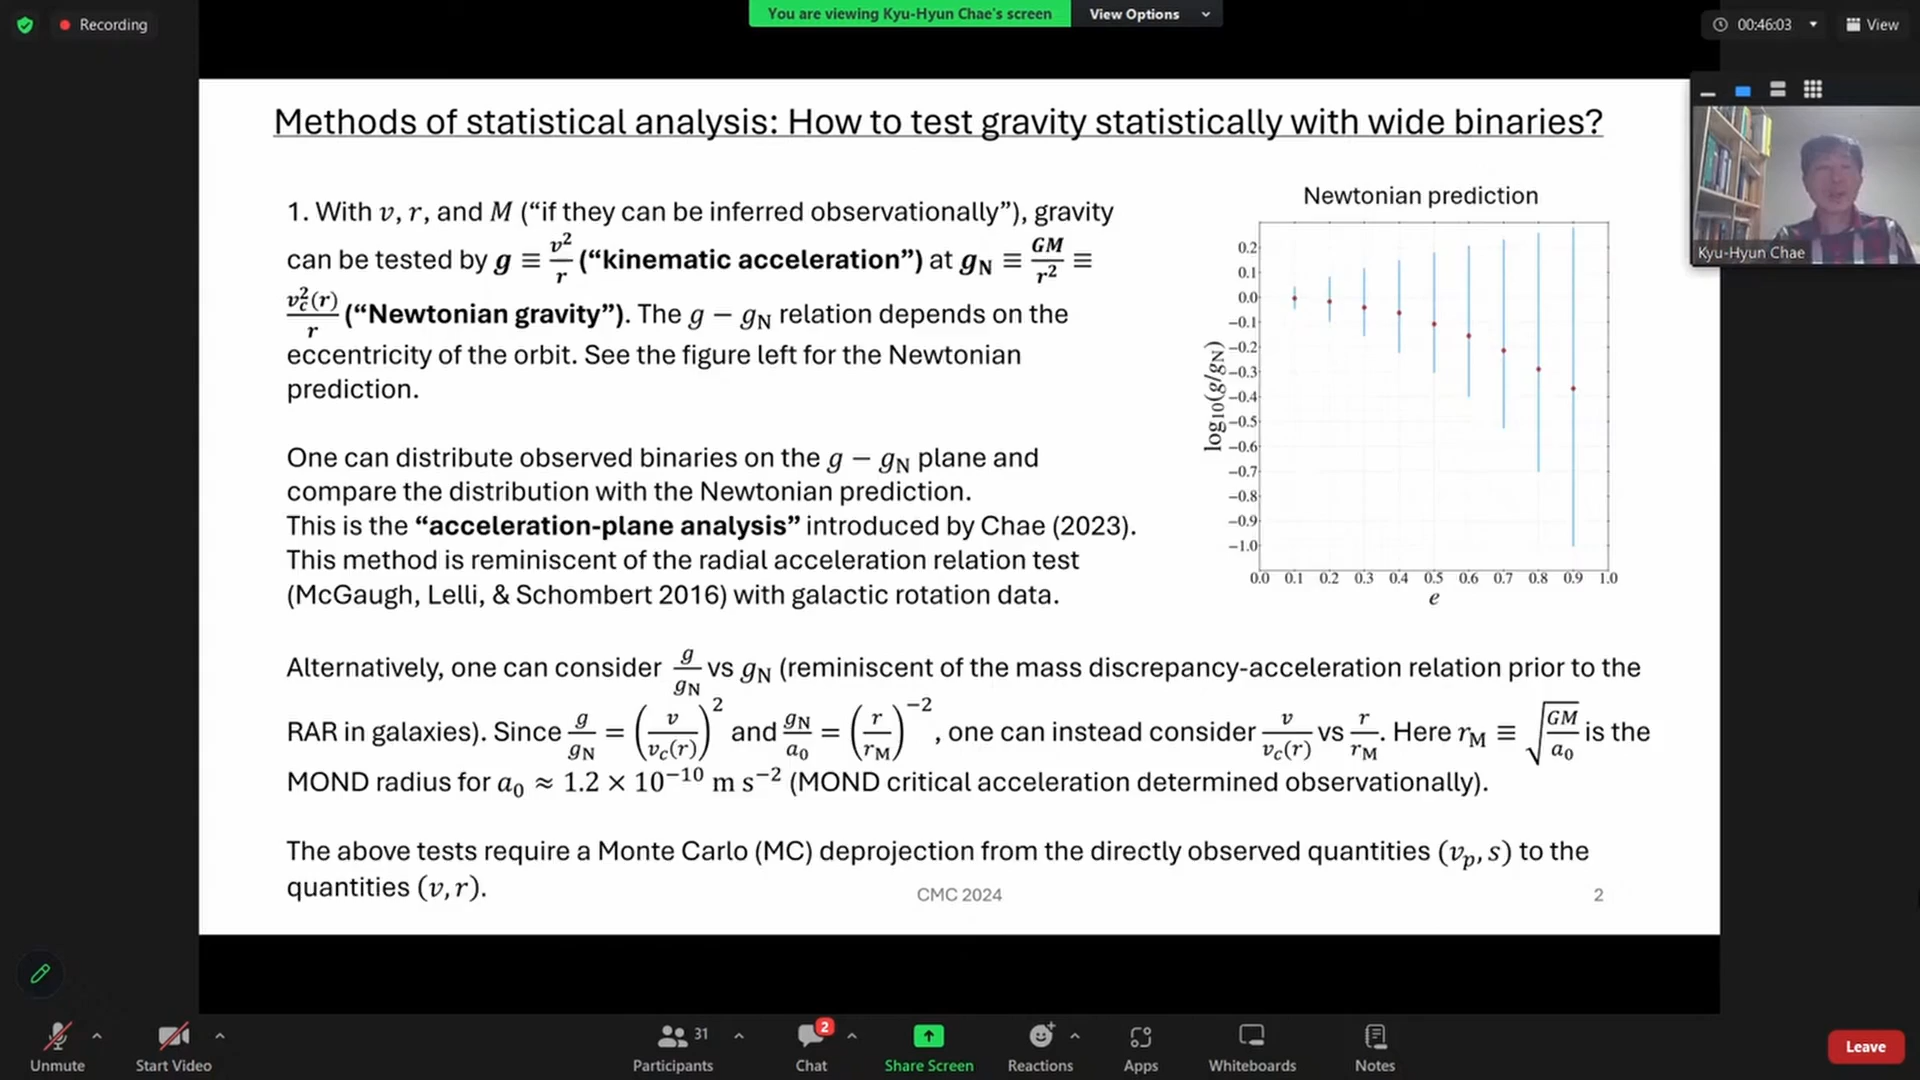 Recording
You are viewing Kyu-Hyun Chae's screen
View Options
00:46:03
View
Kyu-Hyun Chae
Methods of statistical analysis: How to test gravity statistically with wide binaries?
1. With v, r, and M (“if they can be inferred observationally”), gravity
can be tested by g ≡ v²/r (“kinematic acceleration”) at g_N ≡ GM/r² ≡
v_c²(r)/r (“Newtonian gravity”). The g − g_N relation depends on the
eccentricity of the orbit. See the figure left for the Newtonian
prediction.
One can distribute observed binaries on the g − g_N plane and
compare the distribution with the Newtonian prediction.
This is the “acceleration-plane analysis” introduced by Chae (2023).
This method is reminiscent of the radial acceleration relation test
(McGaugh, Lelli, & Schombert 2016) with galactic rotation data.
Newtonian prediction
log10(g/g_N)
0.2
0.1
0.0
−0.1
−0.2
−0.3
−0.4
−0.5
−0.6
−0.7
−0.8
−0.9
−1.0
0.0 0.1 0.2 0.3 0.4 0.5 0.6 0.7 0.8 0.9 1.0
e
Alternatively, one can consider g/g_N vs g_N (reminiscent of the mass discrepancy-acceleration relation prior to the
RAR in galaxies). Since g/g_N = (v/v_c(r))² and g_N/a₀ = (r/r_M)⁻², one can instead consider v/v_c(r) vs r/r_M. Here r_M ≡ √(GM/a₀) is the
MOND radius for a₀ ≈ 1.2 × 10⁻¹⁰ m s⁻² (MOND critical acceleration determined observationally).
The above tests require a Monte Carlo (MC) deprojection from the directly observed quantities (v_p, s) to the
quantities (v, r).
CMC 2024
2
Unmute
Start Video
31
Participants
2
Chat
Share Screen
Reactions
Apps
Whiteboards
Notes
Leave